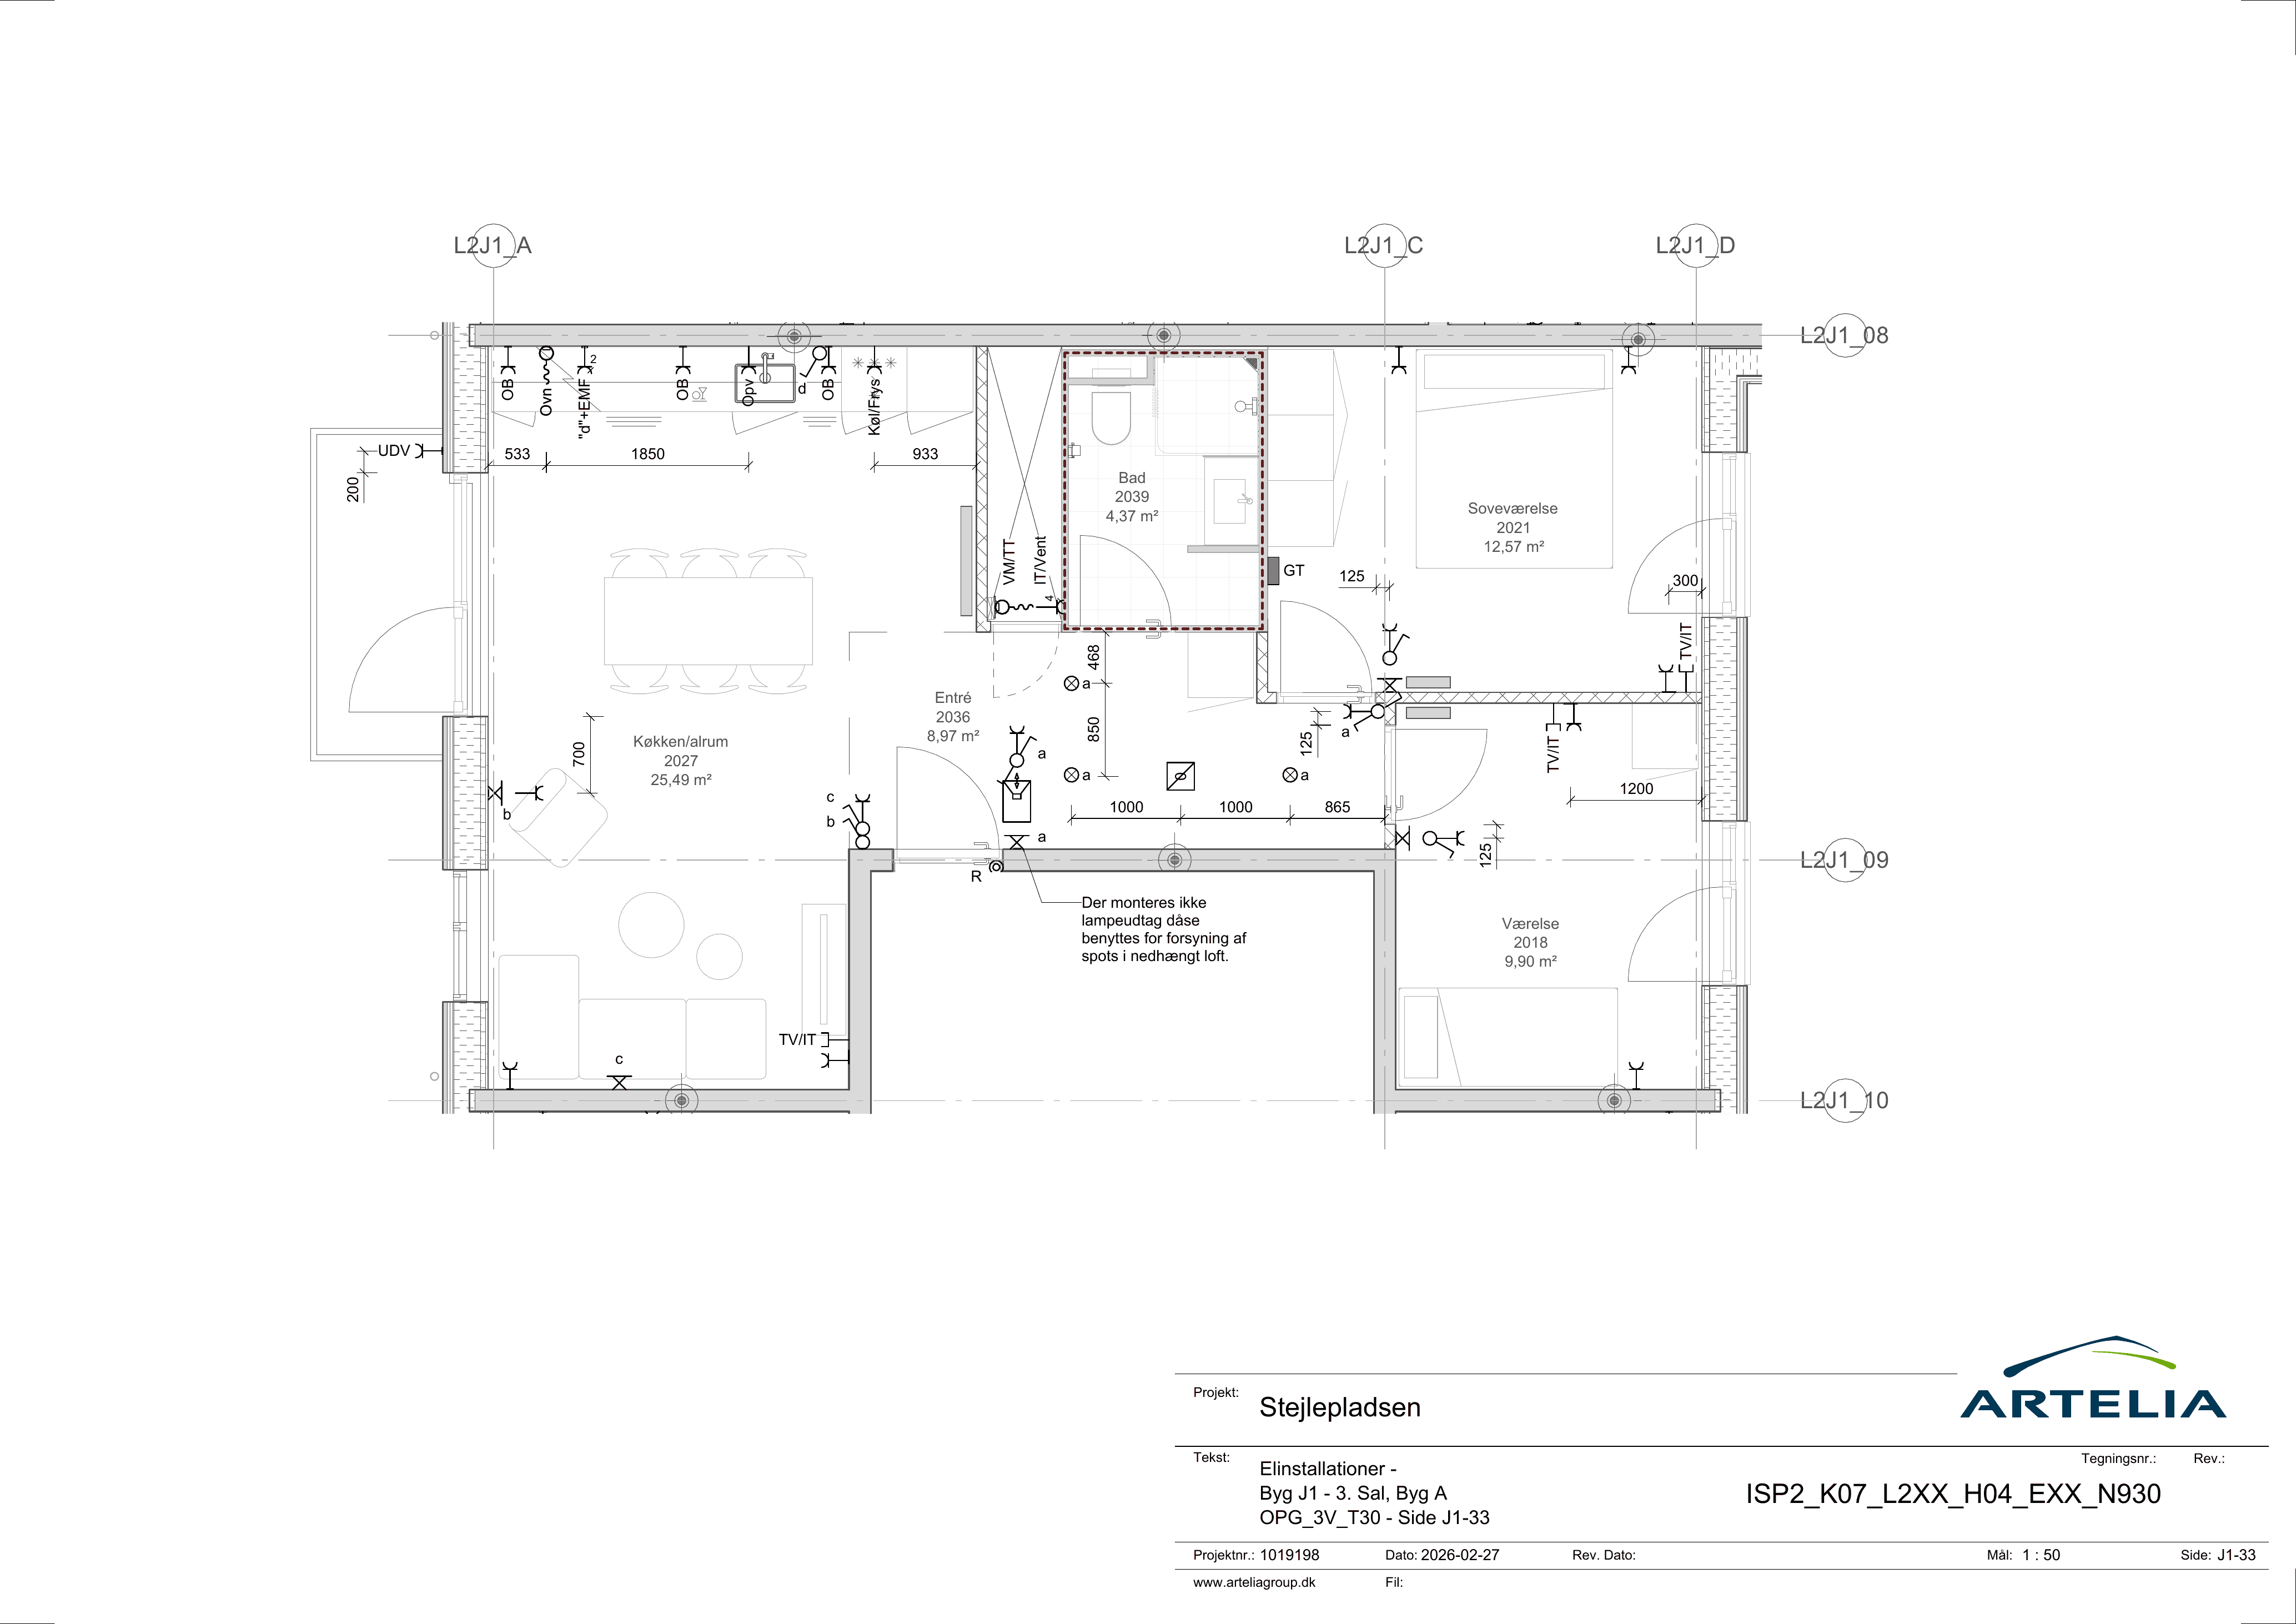 L2J1_A
L2J1_C
L2J1_D
L2J1_08
OB
Ovn
"d"+EMF
2
OB
Opv
d
OB
Køl/Frys
UDV
200
533
1850
933
Bad
2039
4,37 m²
Soveværelse
2021
12,57 m²
VM/TT
IT/Vent
4
GT
125
300
TV/IT
468
a
850
Entré
2036
8,97 m²
Køkken/alrum
2027
25,49 m²
700
b
a
a
a
125
a
TV/IT
1200
c
b
1000
1000
865
a
125
L2J1_09
R
Der monteres ikke
lampeudtag dåse
benyttes for forsyning af
spots i nedhængt loft.
Værelse
2018
9,90 m²
TV/IT
c
L2J1_10
ARTELIA
Projekt:
Stejlepladsen
Tekst:
Elinstallationer -
Byg J1 - 3. Sal, Byg A
OPG_3V_T30 - Side J1-33
Tegningsnr.:
Rev.:
ISP2_K07_L2XX_H04_EXX_N930
Projektnr.: 1019198
Dato: 2026-02-27
Rev. Dato:
Mål: 1 : 50
Side: J1-33
www.arteliagroup.dk
Fil: